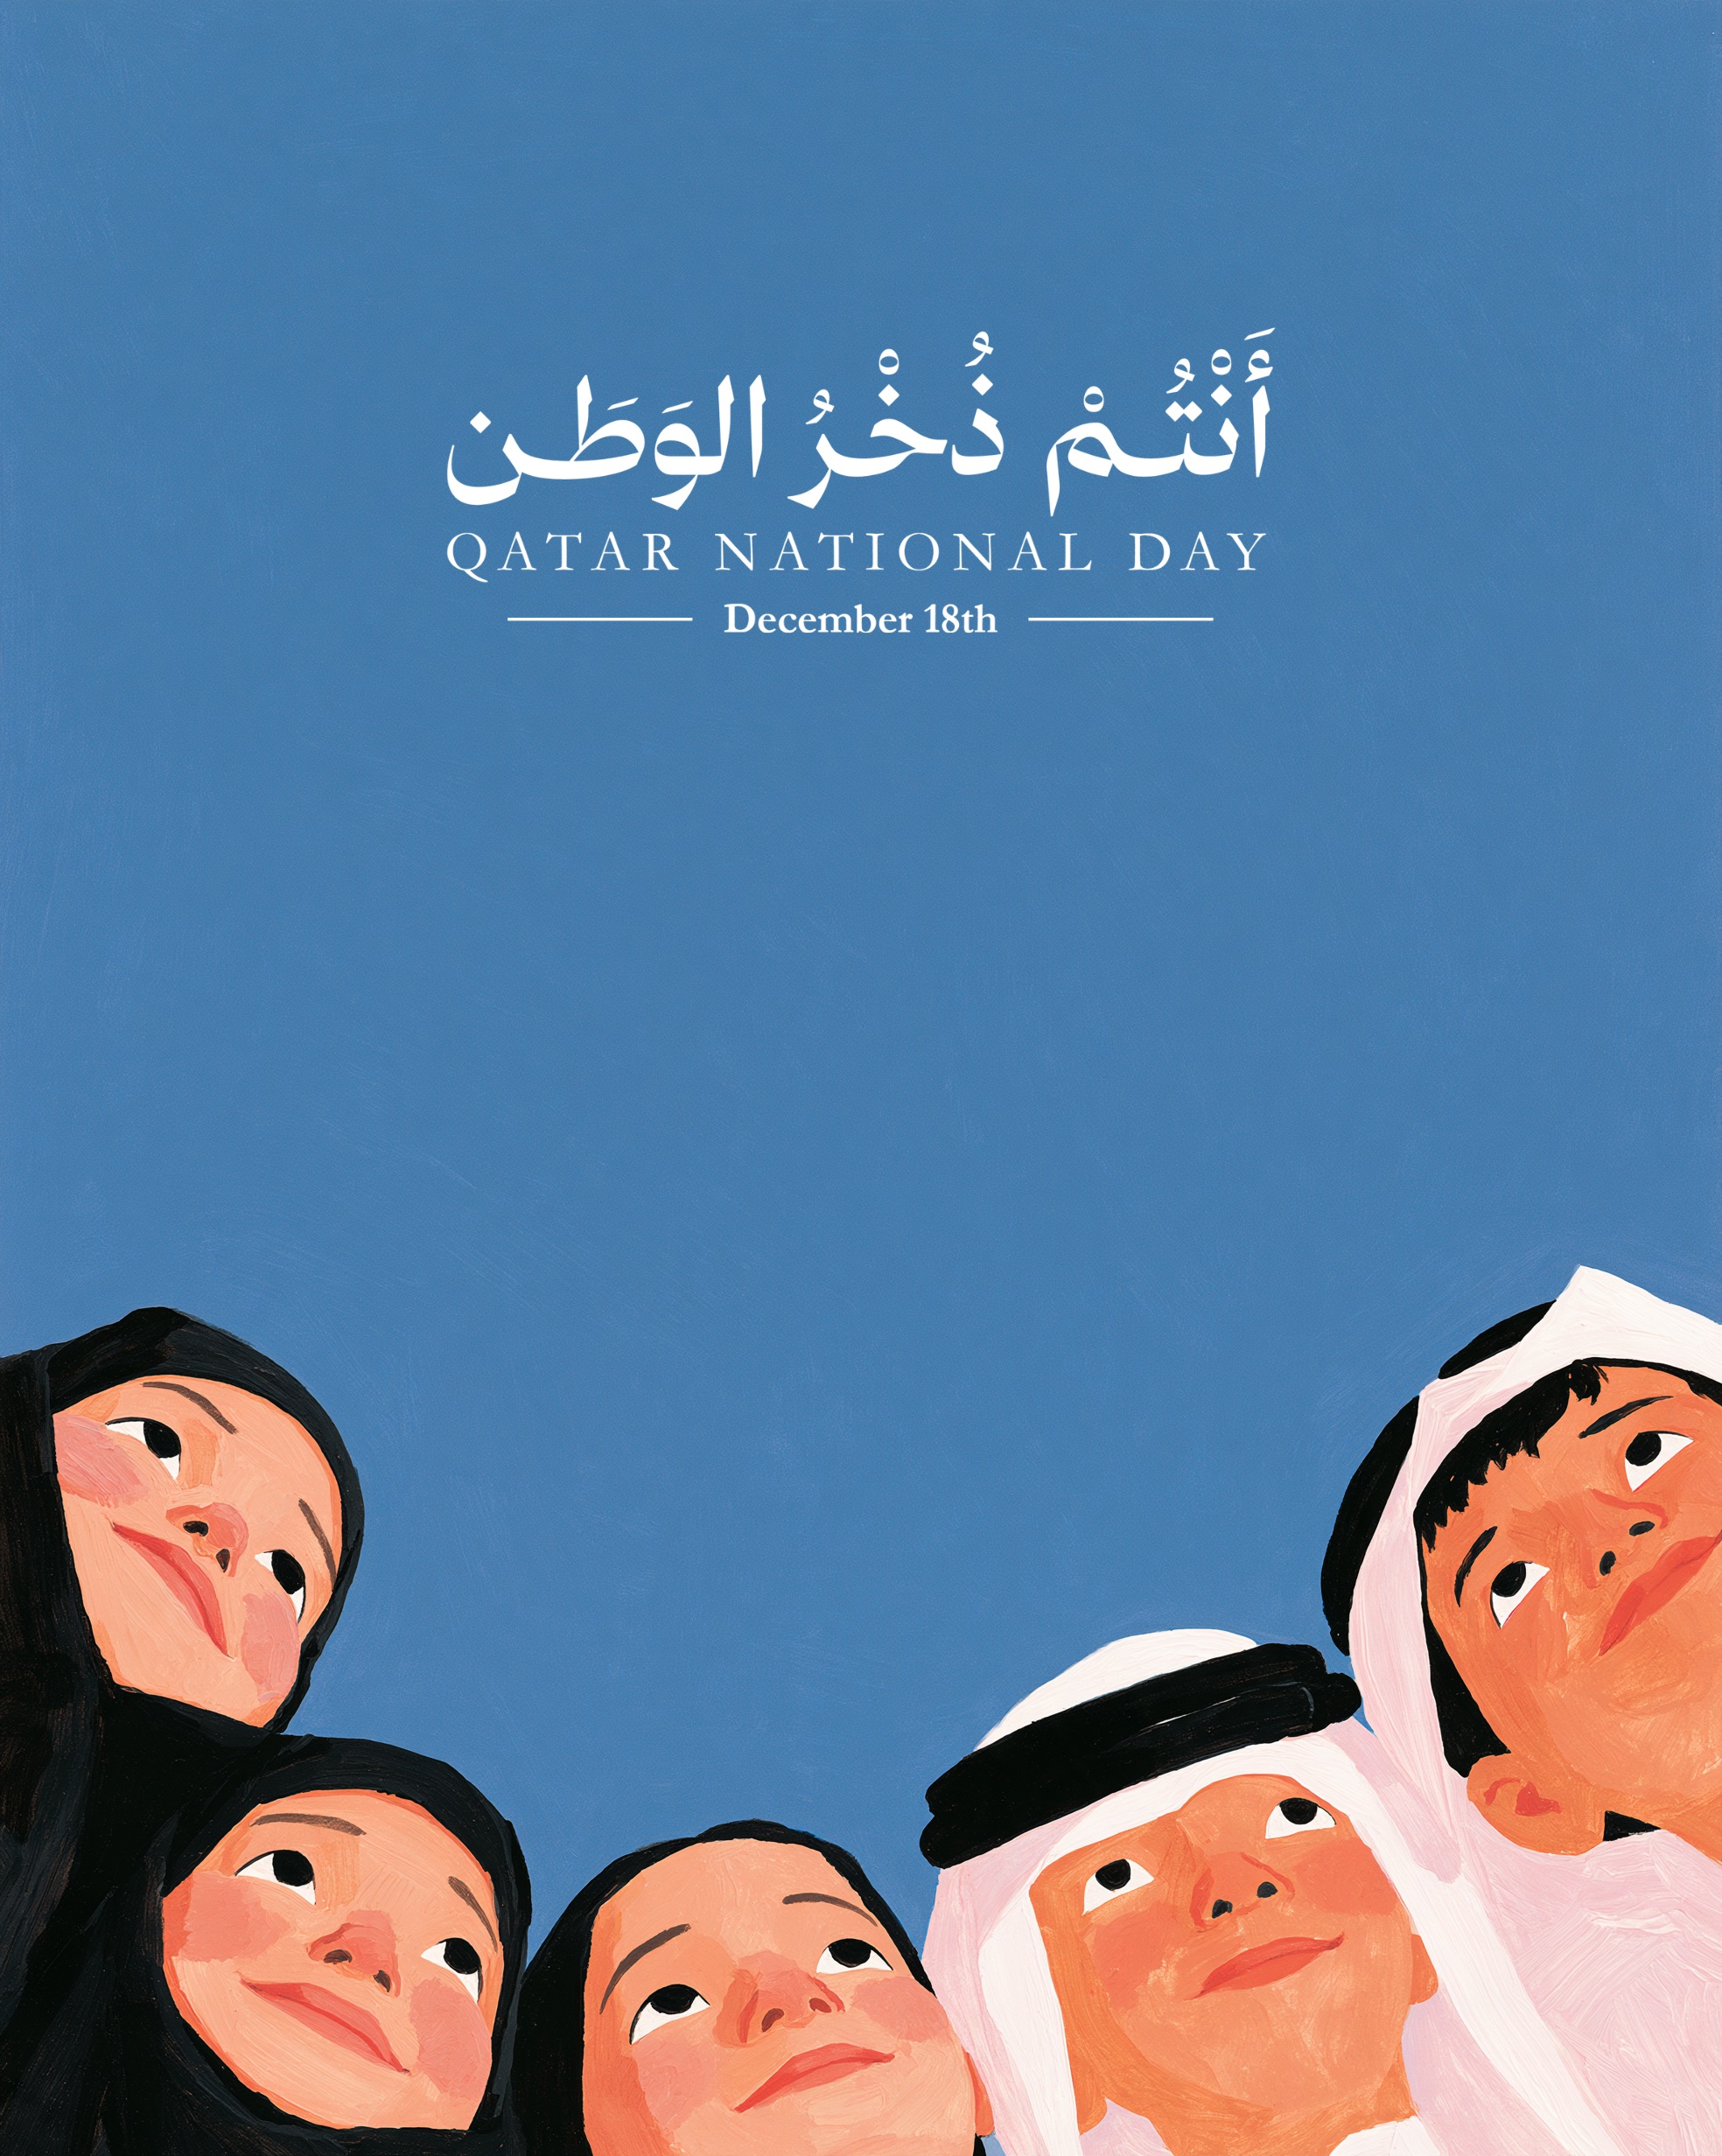 أَنْتُمْ ذُخْرُ الوَطَن
QATAR NATIONAL DAY
December 18th